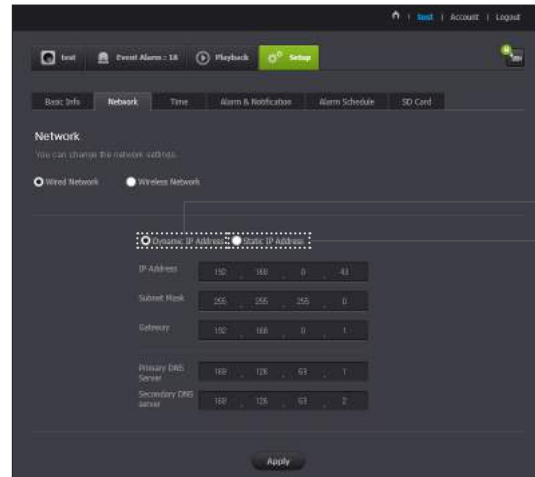 test | Account | Logout
test Event Alarm : 18 Playback Setup
Basic Info Network Time Alarm & Notification Alarm Schedule SD Card
Network
You can change the network settings.
Wired Network Wireless Network
Dynamic IP Address Static IP Address
IP Address 192 . 168 . 0 . 43
Subnet Mask 255 . 255 . 255 . 0
Gateway 192 . 168 . 0 . 1
Primary DNS
Server 168 . 126 . 63 . 1
Secondary DNS
server 168 . 126 . 63 . 2
Apply